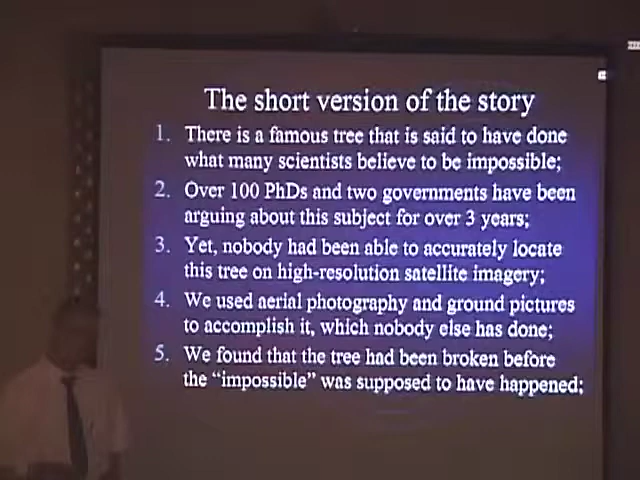 The short version of the story
1. There is a famous tree that is said to have done
what many scientists believe to be impossible;
2. Over 100 PhDs and two governments have been
arguing about this subject for over 3 years;
3. Yet, nobody had been able to accurately locate
this tree on high-resolution satellite imagery;
4. We used aerial photography and ground pictures
to accomplish it, which nobody else has done;
5. We found that the tree had been broken before
the “impossible” was supposed to have happened;